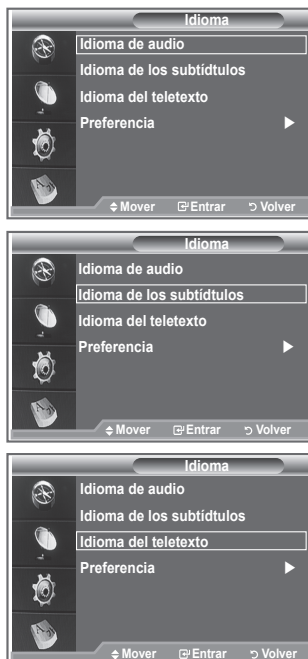 Idioma
Idioma de audio
Idioma de los subtídtulos
Idioma del teletexto
Preferencia
Mover Entrar Volver
Idioma
Idioma de audio
Idioma de los subtídtulos
Idioma del teletexto
Preferencia
Mover Entrar Volver
Idioma
Idioma de audio
Idioma de los subtídtulos
Idioma del teletexto
Preferencia
Mover Entrar Volver